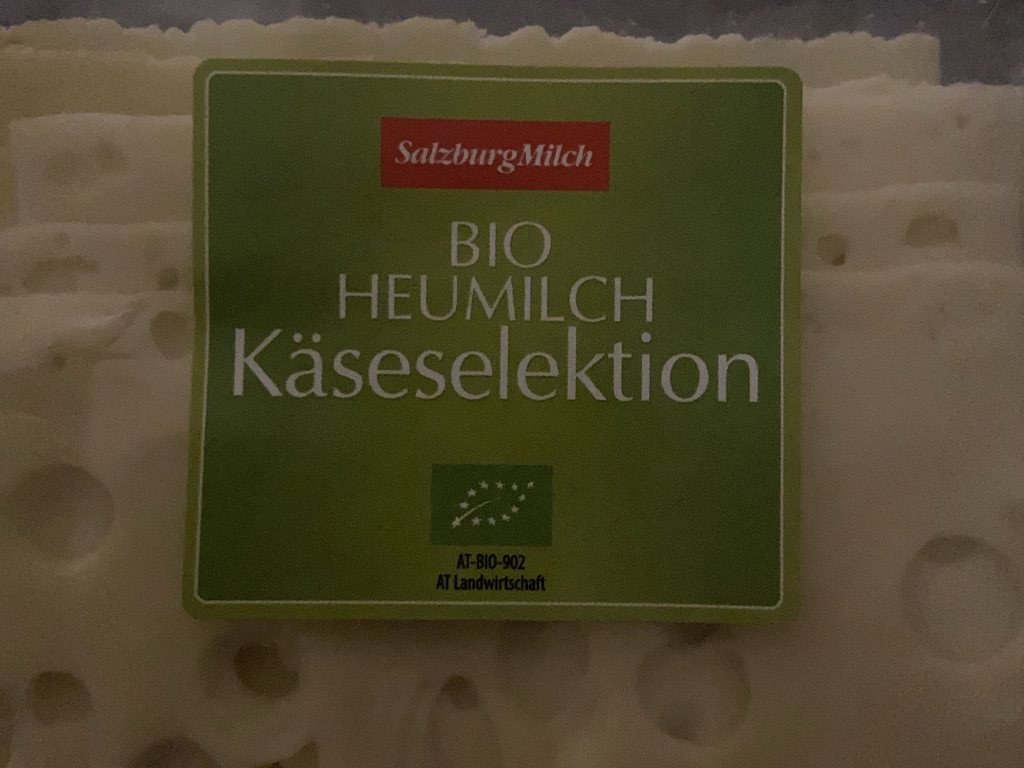 SalzburgMilch
BIO
HEUMILCH
Käseselektion
AT-BIO-902
AT Landwirtschaft